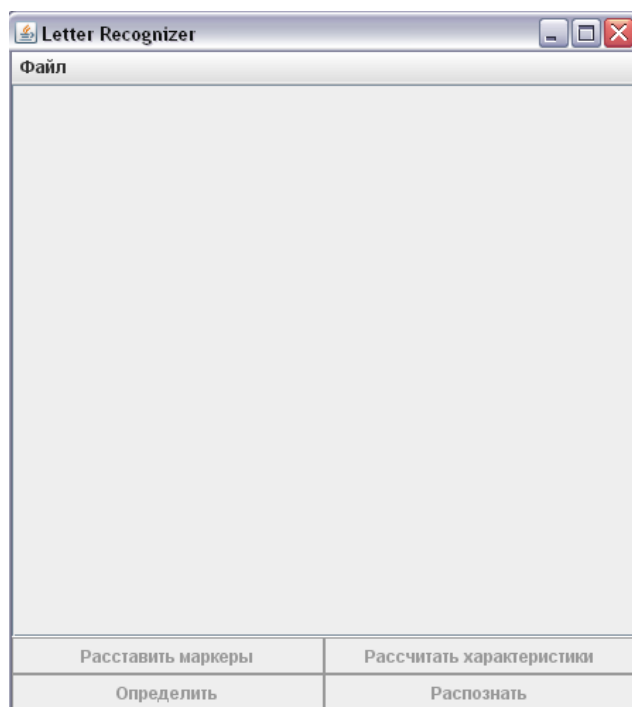 Letter Recognizer
Файл
Расставить маркеры Рассчитать характеристики
Определить Распознать